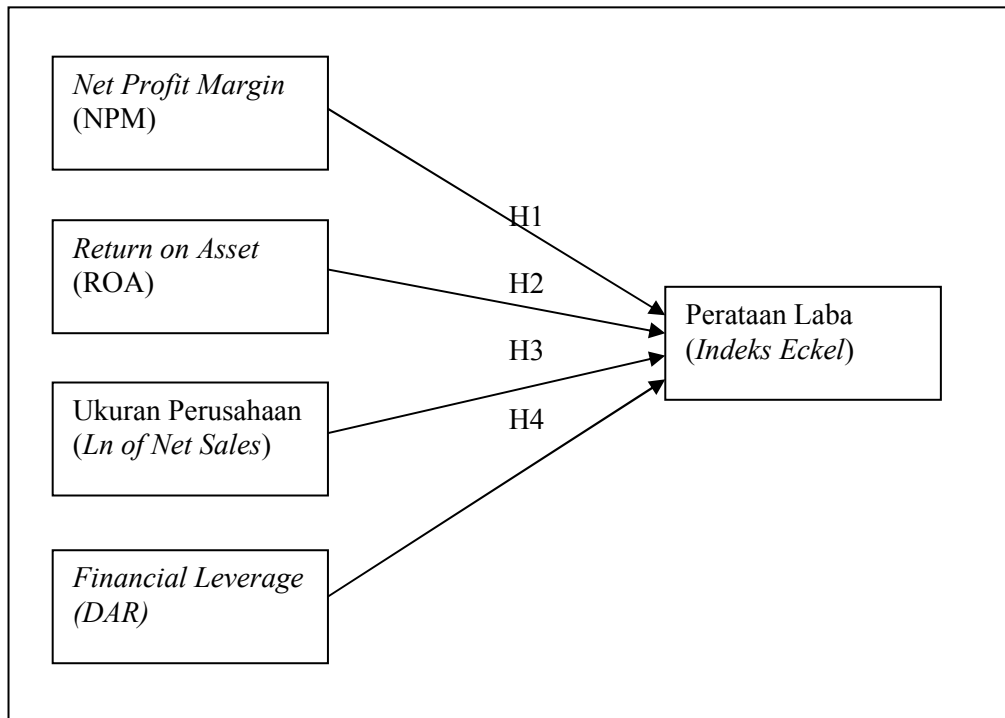 Net Profit Margin
(NPM)
H1
Return on Asset
(ROA)
H2
Perataan Laba
(Indeks Eckel)
H3
Ukuran Perusahaan
(Ln of Net Sales)
H4
Financial Leverage
(DAR)